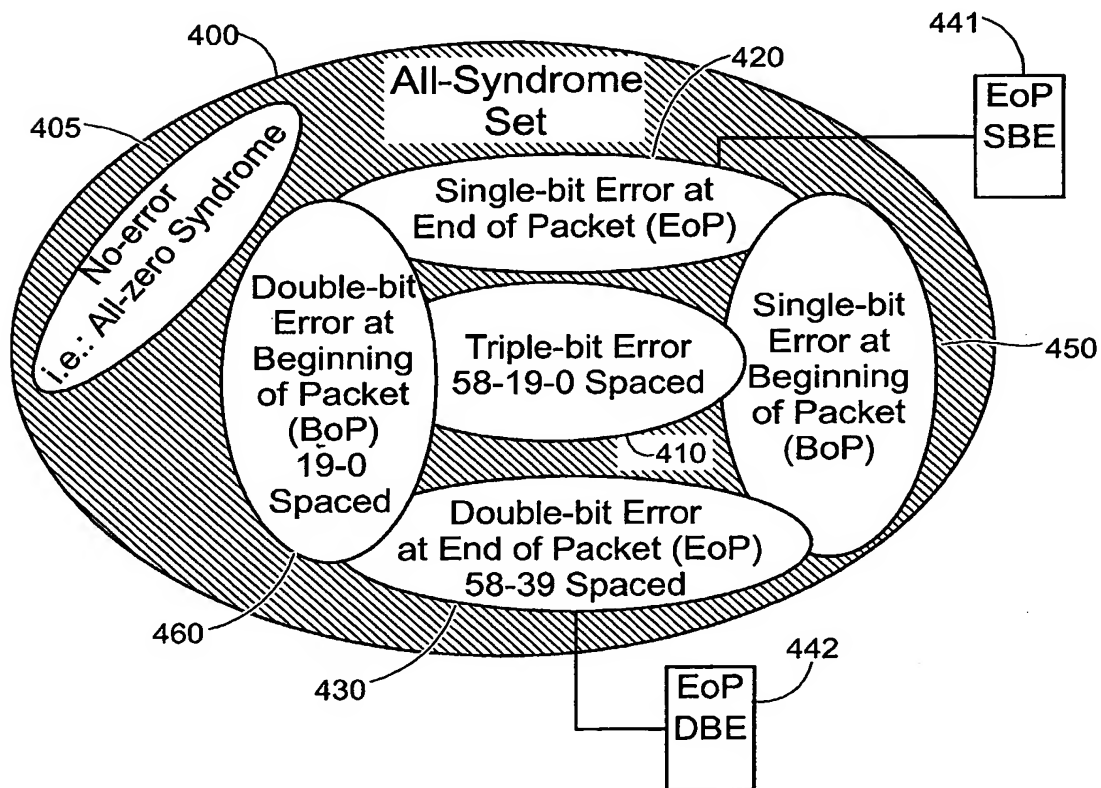 400
420
441
405
All-Syndrome
Set
EoP
SBE
No-error
i.e.: All-zero Syndrome
Single-bit Error at
End of Packet (EoP)
Double-bit
Error at
Beginning
of Packet
(BoP)
19-0
Spaced
Triple-bit Error
58-19-0 Spaced
Single-bit
Error at
Beginning
of Packet
(BoP)
450
410
Double-bit Error
at End of Packet (EoP)
58-39 Spaced
460
430
442
EoP
DBE